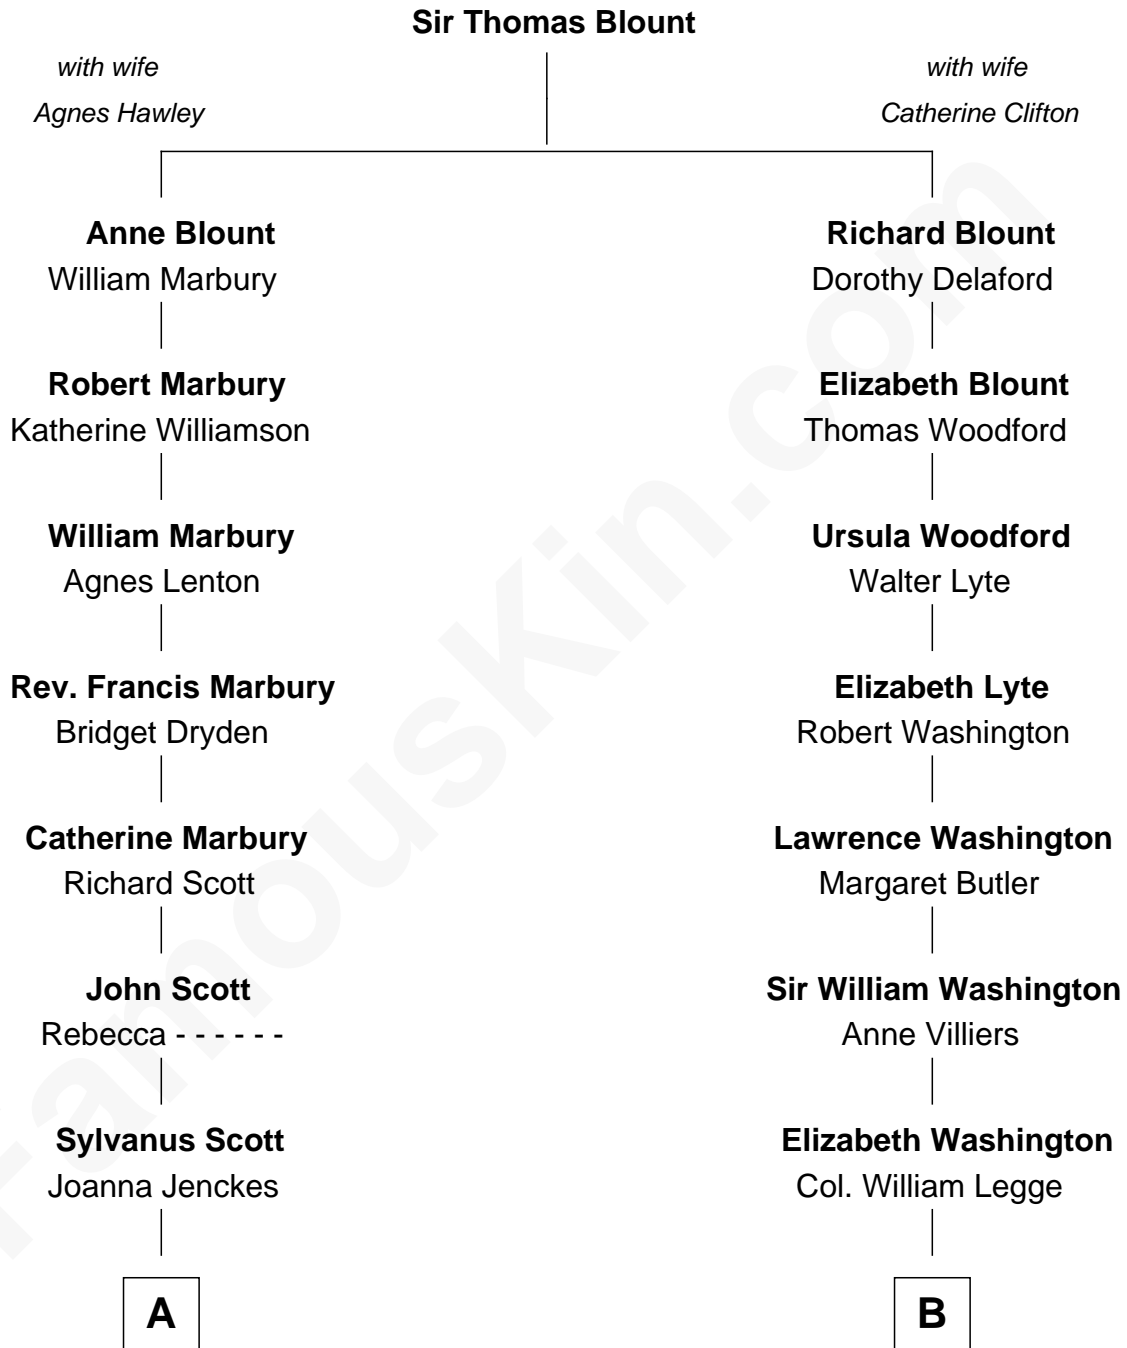 Sir Thomas Blount
with wife
Agnes Hawley
with wife
Catherine Clifton
Anne Blount
William Marbury
Richard Blount
Dorothy Delaford
Robert Marbury
Katherine Williamson
Elizabeth Blount
Thomas Woodford
William Marbury
Agnes Lenton
Ursula Woodford
Walter Lyte
Rev. Francis Marbury
Bridget Dryden
Elizabeth Lyte
Robert Washington
Catherine Marbury
Richard Scott
Lawrence Washington
Margaret Butler
John Scott
Rebecca - - - - - -
Sir William Washington
Anne Villiers
Sylvanus Scott
Joanna Jenckes
Elizabeth Washington
Col. William Legge
A
B
FamousKin.com